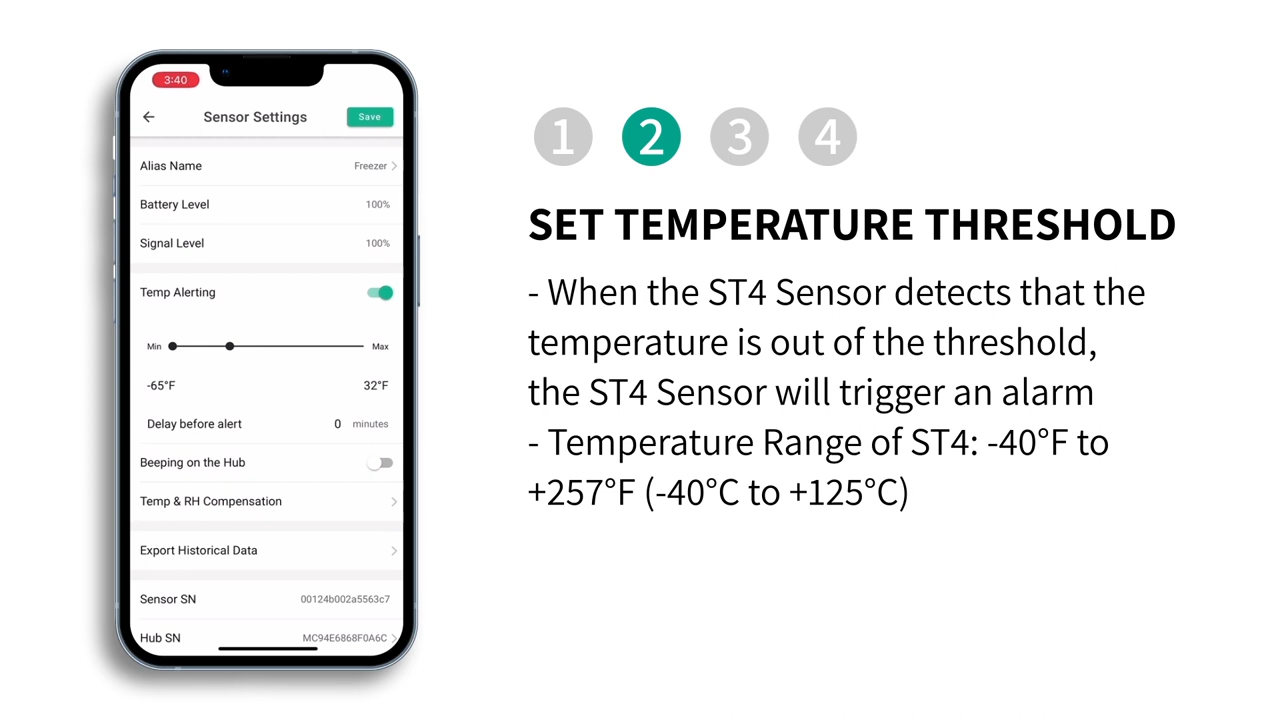 3:40
Sensor Settings
Save
Alias Name Freezer
Battery Level 100%
Signal Level 100%
Temp Alerting
Min Max
-65°F 32°F
Delay before alert 0 minutes
Beeping on the Hub
Temp & RH Compensation
Export Historical Data
Sensor SN 00124b002a5563c7
Hub SN MC94E6868F0A6C
1 2 3 4
SET TEMPERATURE THRESHOLD
- When the ST4 Sensor detects that the
temperature is out of the threshold,
the ST4 Sensor will trigger an alarm
- Temperature Range of ST4: -40°F to
+257°F (-40°C to +125°C)